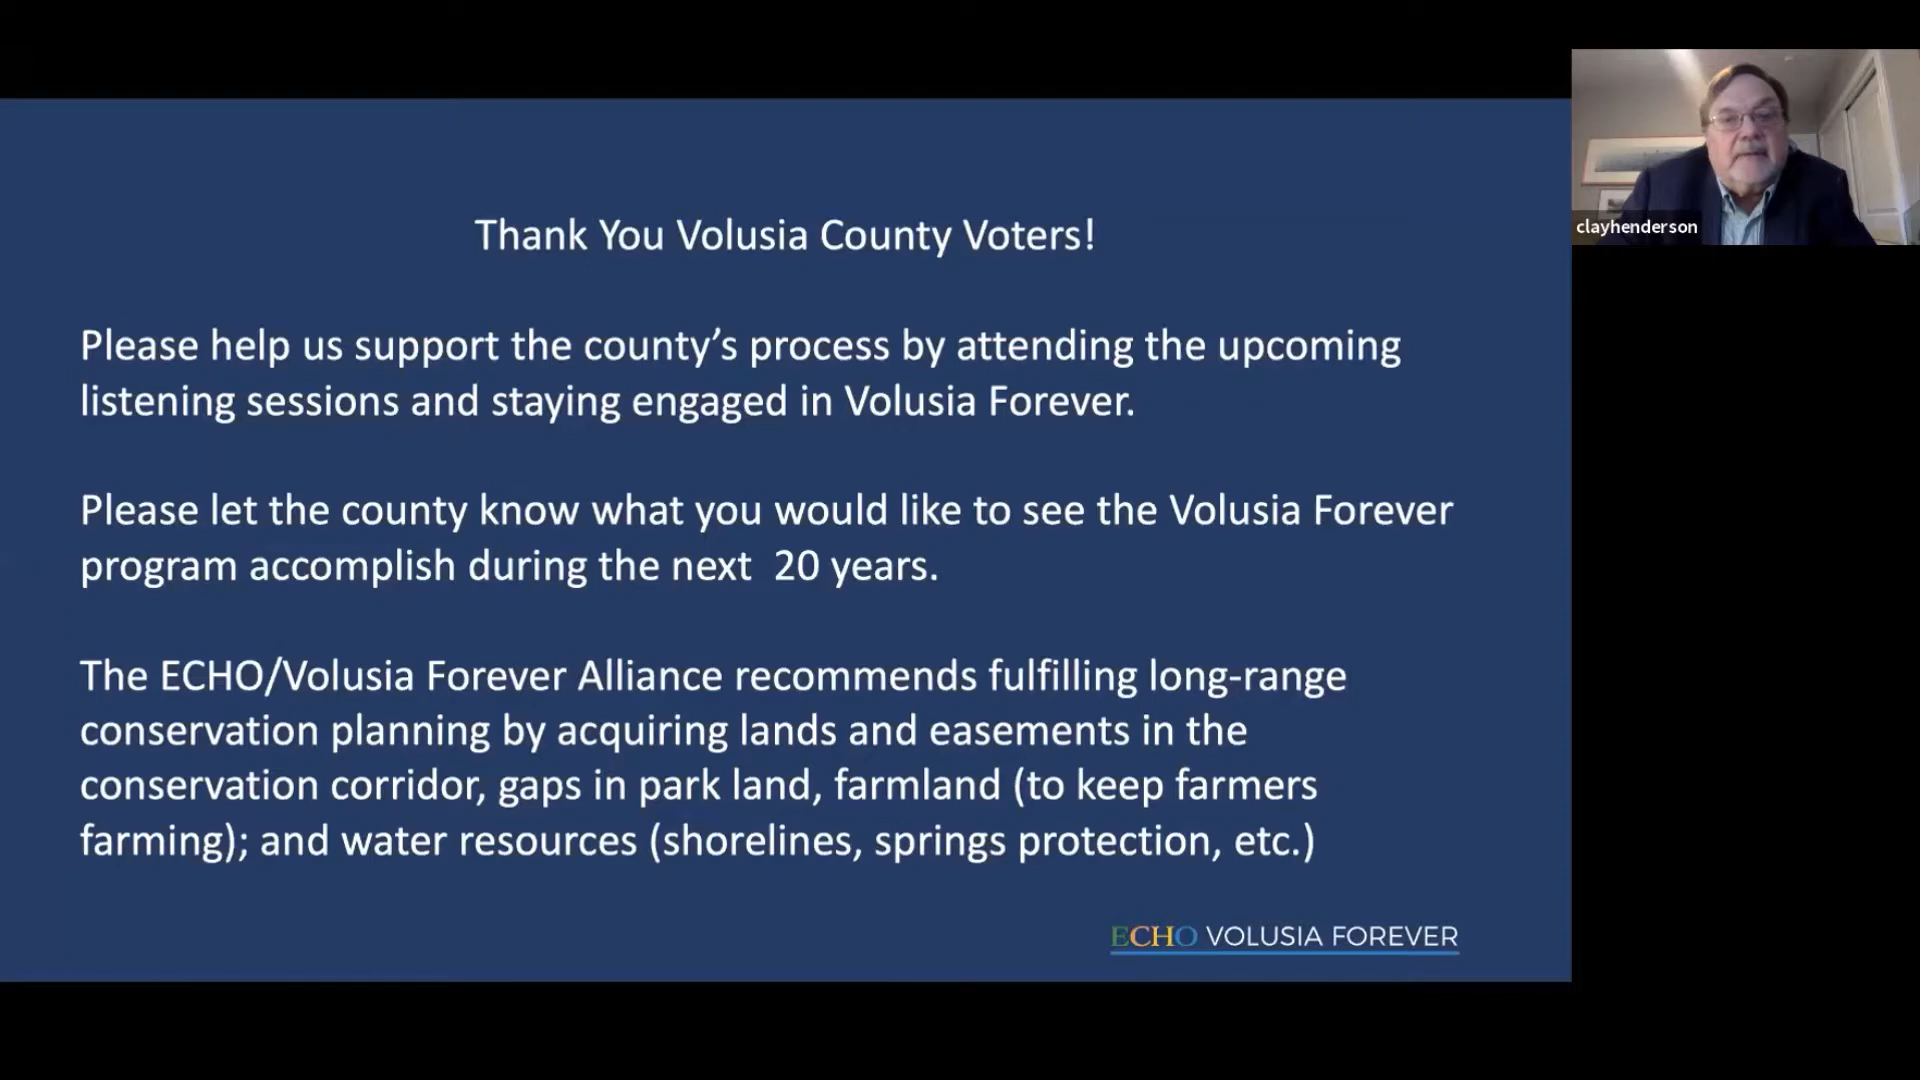 Thank You Volusia County Voters!
Please help us support the county’s process by attending the upcoming
listening sessions and staying engaged in Volusia Forever.
Please let the county know what you would like to see the Volusia Forever
program accomplish during the next  20 years.
The ECHO/Volusia Forever Alliance recommends fulfilling long-range
conservation planning by acquiring lands and easements in the
conservation corridor, gaps in park land, farmland (to keep farmers
farming); and water resources (shorelines, springs protection, etc.)
ECHO VOLUSIA FOREVER
clayhenderson